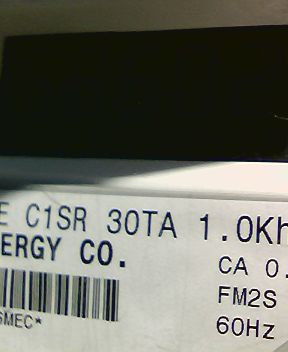 E C1SR 30TA 1.0Kh
ERGY CO.
CA 0.
FM2S
60Hz
SMEC*